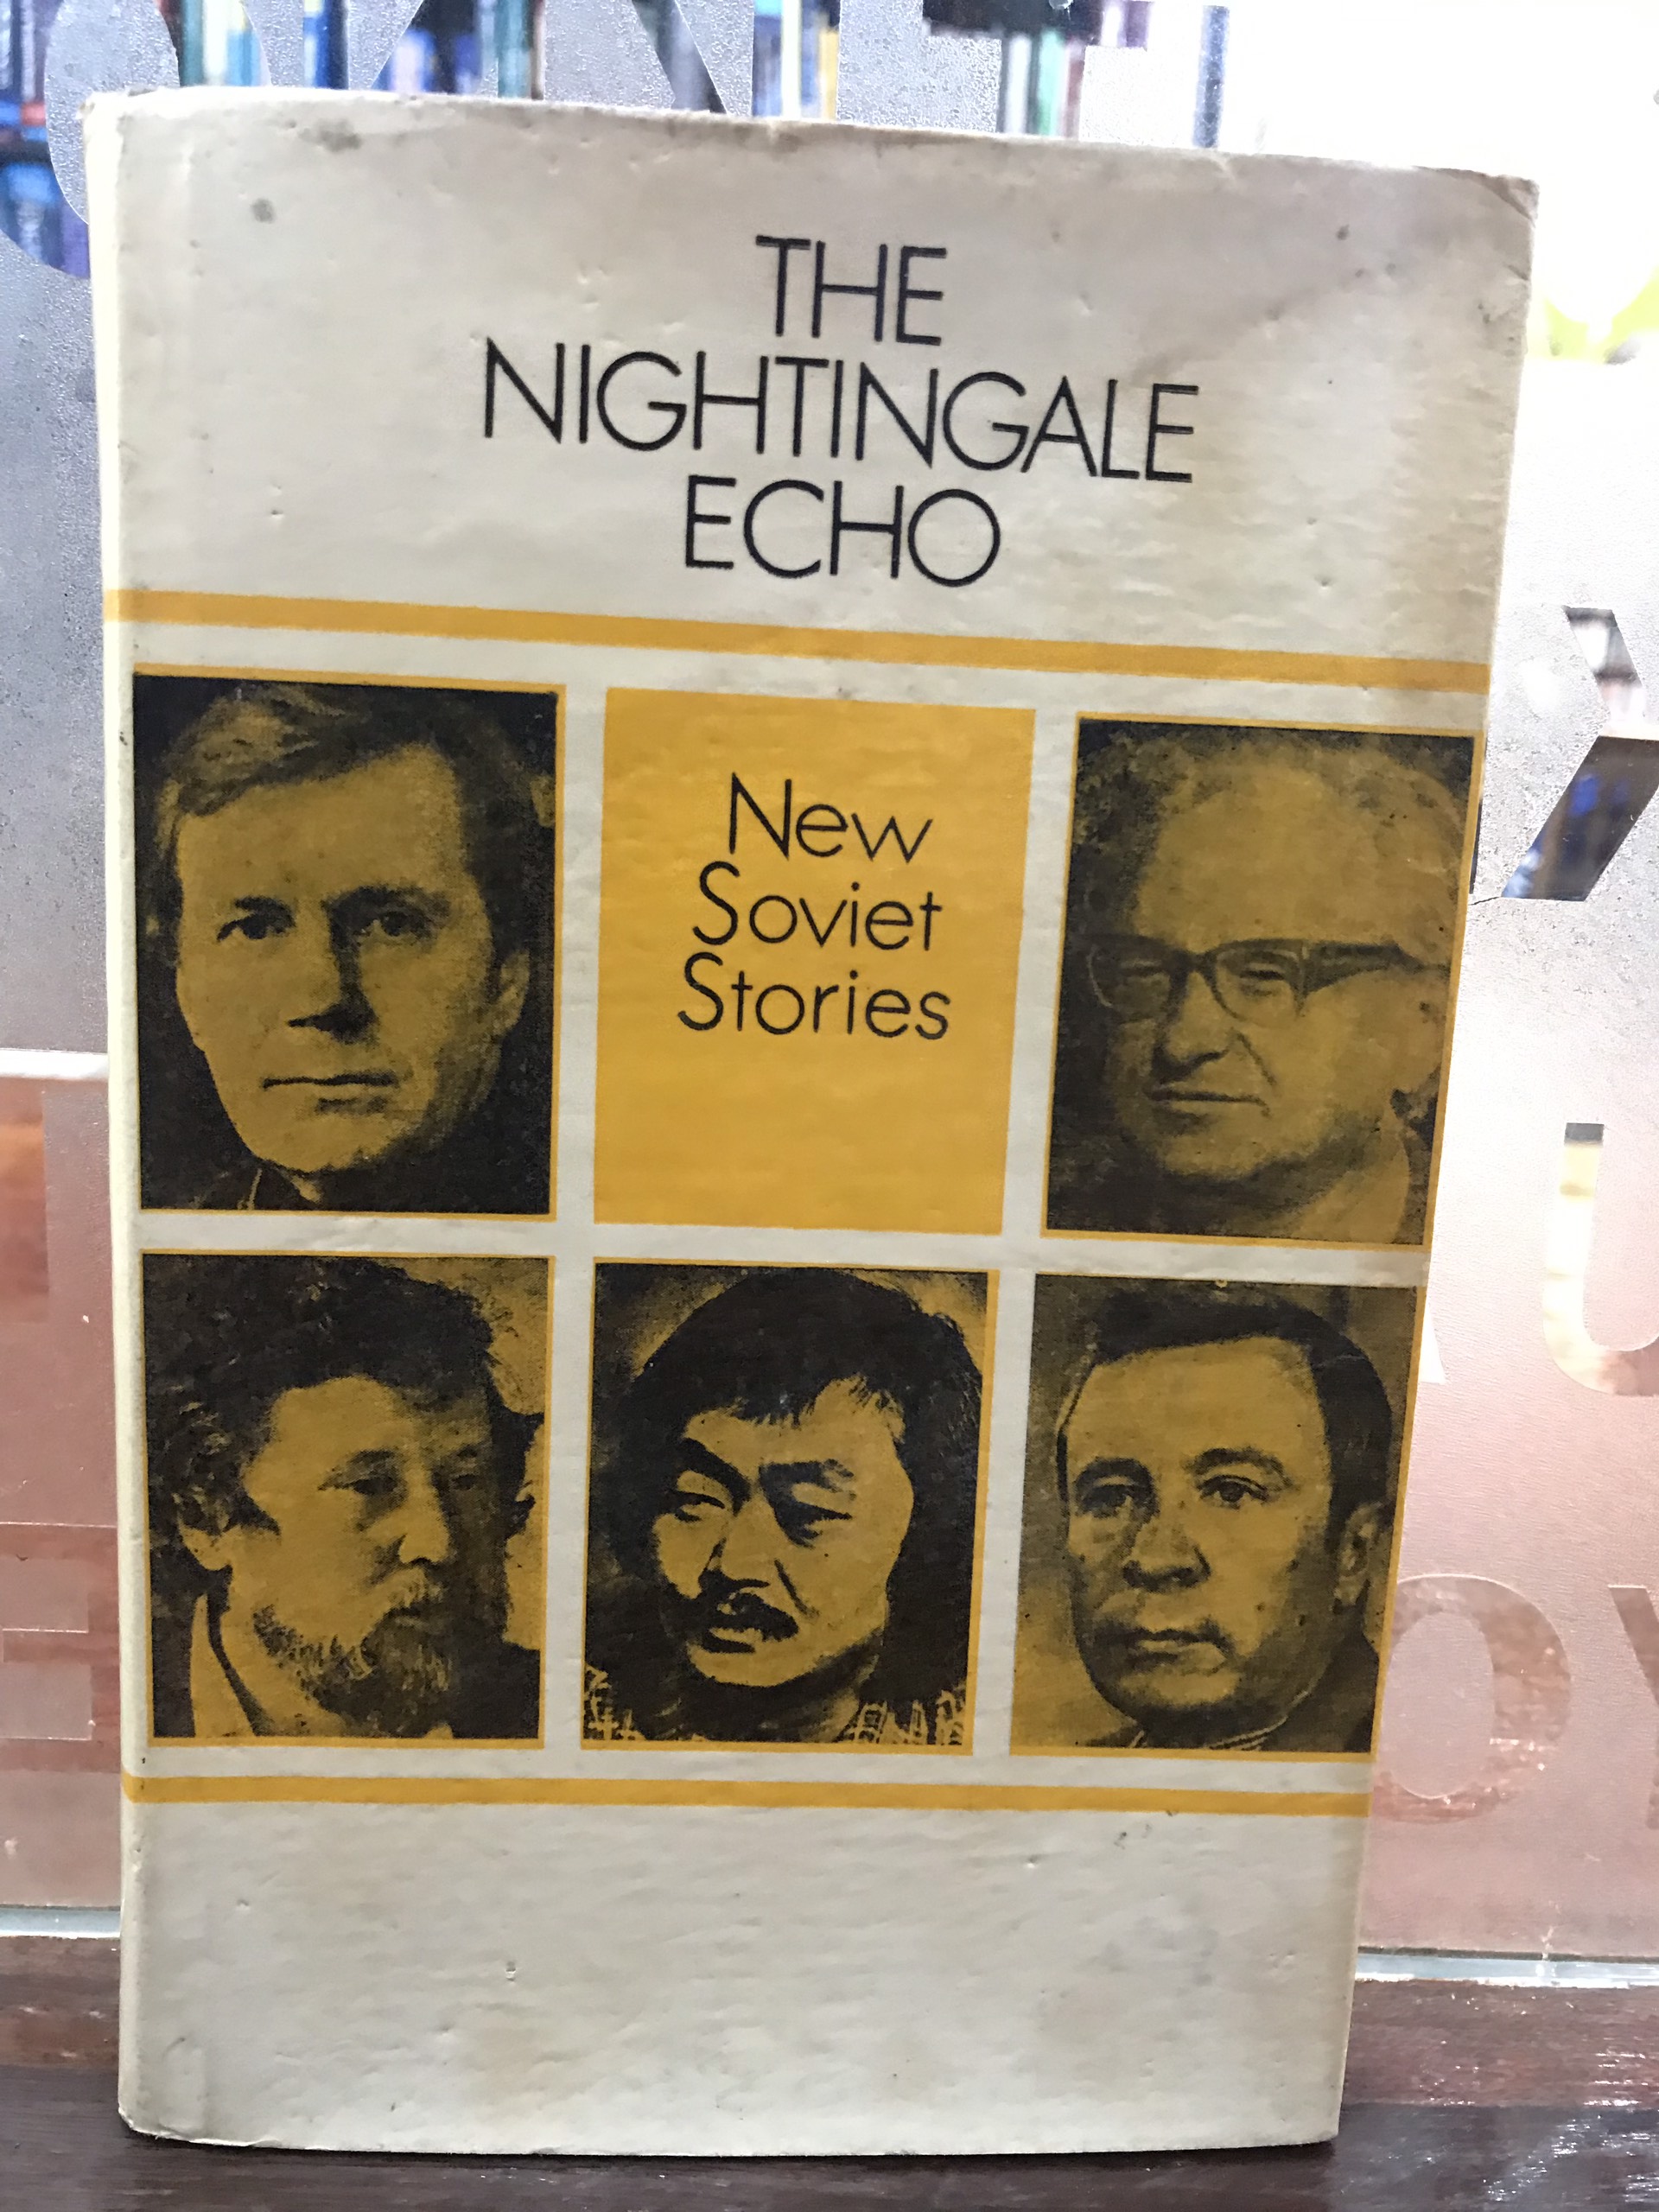 THE
NIGHTINGALE
ECHO
New
Soviet
Stories